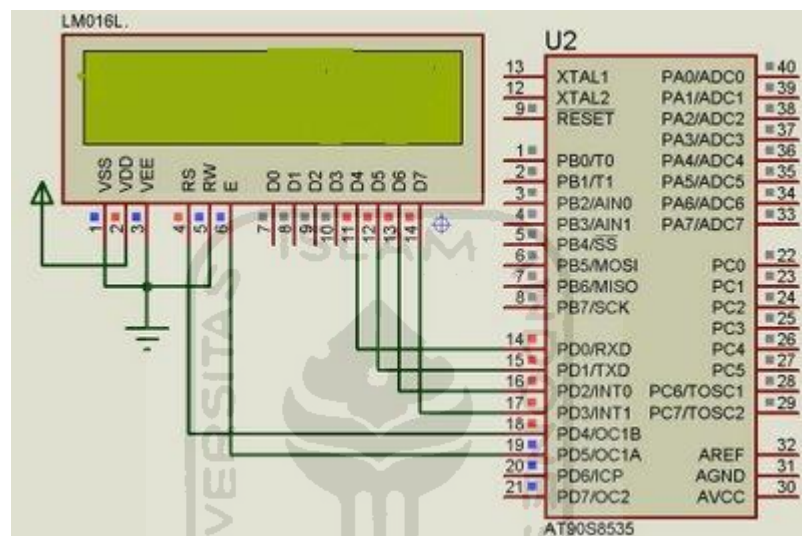 LM016L.
VSS
VDD
VEE
RS
RW
E
D0
D1
D2
D3
D4
D5
D6
D7
1
2
3
4
5
6
7
8
9
10
11
12
13
14
U2
13 XTAL1 PA0/ADC0 40
12 XTAL2 PA1/ADC1 39
9 RESET PA2/ADC2 38
PA3/ADC3 37
1 PB0/T0 PA4/ADC4 36
2 PB1/T1 PA5/ADC5 35
3 PB2/AIN0 PA6/ADC6 34
4 PB3/AIN1 PA7/ADC7 33
5 PB4/SS
6 PB5/MOSI PC0 22
7 PB6/MISO PC1 23
8 PB7/SCK PC2 24
PC3 25
14 PD0/RXD PC4 26
15 PD1/TXD PC5 27
16 PD2/INT0 PC6/TOSC1 28
17 PD3/INT1 PC7/TOSC2 29
18 PD4/OC1B
19 PD5/OC1A AREF 32
20 PD6/ICP AGND 31
21 PD7/OC2 AVCC 30
AT90S8535
ISLAM